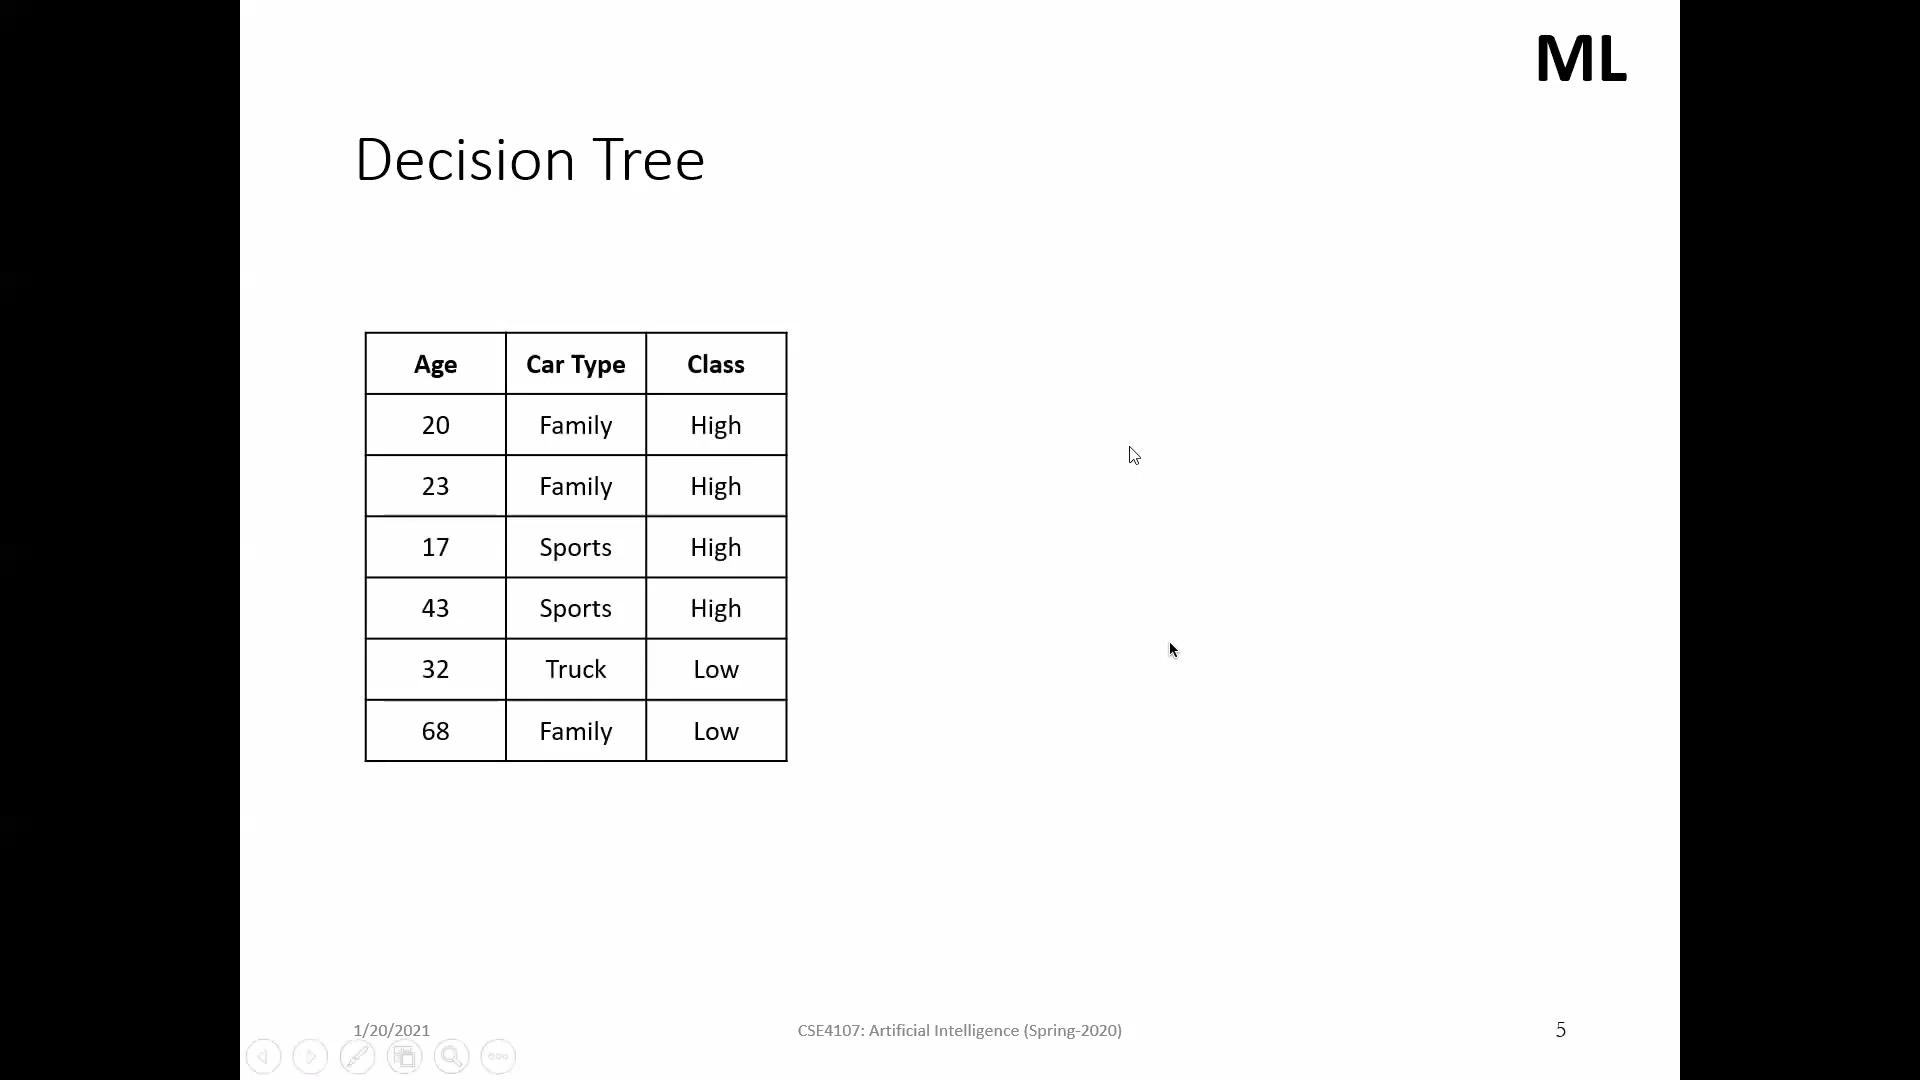 ML
Decision Tree
Age Car Type Class
20 Family High
23 Family High
17 Sports High
43 Sports High
32 Truck Low
68 Family Low
1/20/2021 CSE4107: Artificial Intelligence (Spring-2020) 5